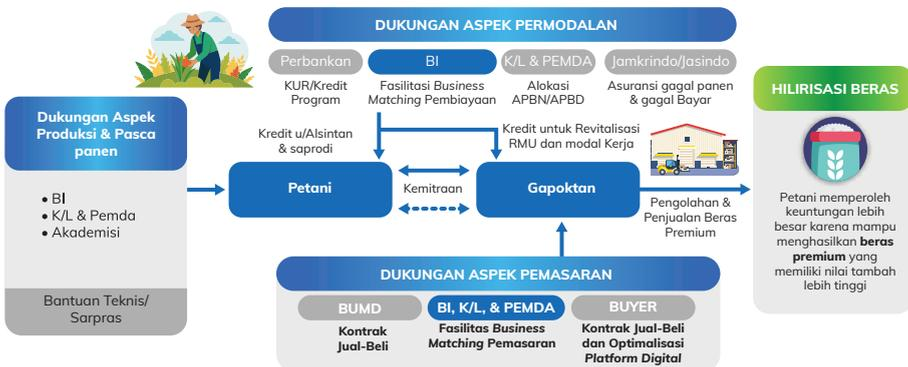 DUKUNGAN ASPEK PERMODALAN
Perbankan
BI
K/L & PEMDA
Jamkrindo/Jasindo
KUR/Kredit
Program
Fasilitasi Business
Matching Pembiayaan
Alokasi
APBN/APBD
Asuransi gagal panen
& gagal Bayar
Dukungan Aspek
Produksi & Pasca
panen
• BI
• K/L & Pemda
• Akademisi
Bantuan Teknis/
Sarpras
Kredit u/Alsintan
& saprodi
Kredit untuk Revitalisasi
RMU dan modal Kerja
Petani
Kemitraan
Gapoktan
Pengolahan &
Penjualan Beras
Premium
HILIRISASI BERAS
Petani memperoleh
keuntungan lebih
besar karena mampu
menghasilkan beras
premium yang
memiliki nilai tambah
lebih tinggi
DUKUNGAN ASPEK PEMASARAN
BUMD
BI, K/L, & PEMDA
BUYER
Kontrak
Jual-Beli
Fasilitas Business
Matching Pemasaran
Kontrak Jual-Beli
dan Optimalisasi
Platform Digital